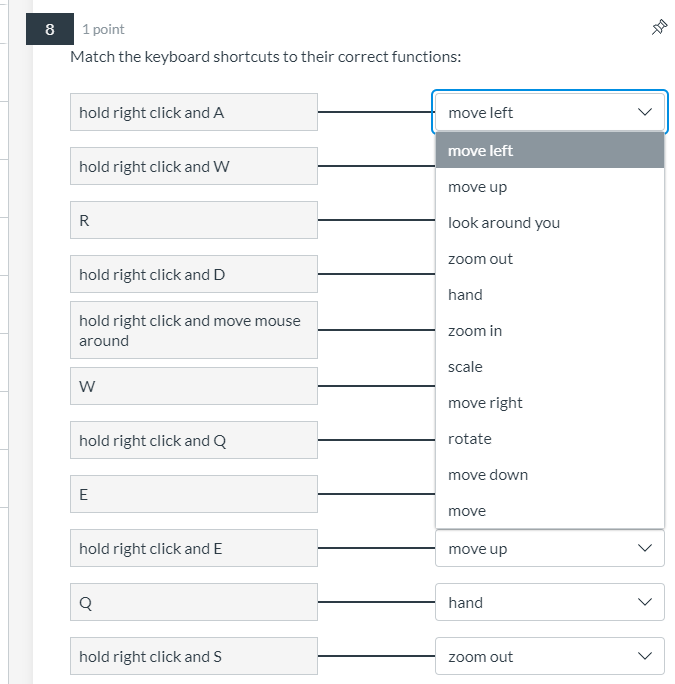 8 1 point
Match the keyboard shortcuts to their correct functions:
hold right click and A
move left
move left
hold right click and W
move up
R
look around you
hold right click and D
zoom out
hand
hold right click and move mouse
around
zoom in
scale
W
move right
hold right click and Q
rotate
move down
E
move
hold right click and E
move up
Q
hand
hold right click and S
zoom out